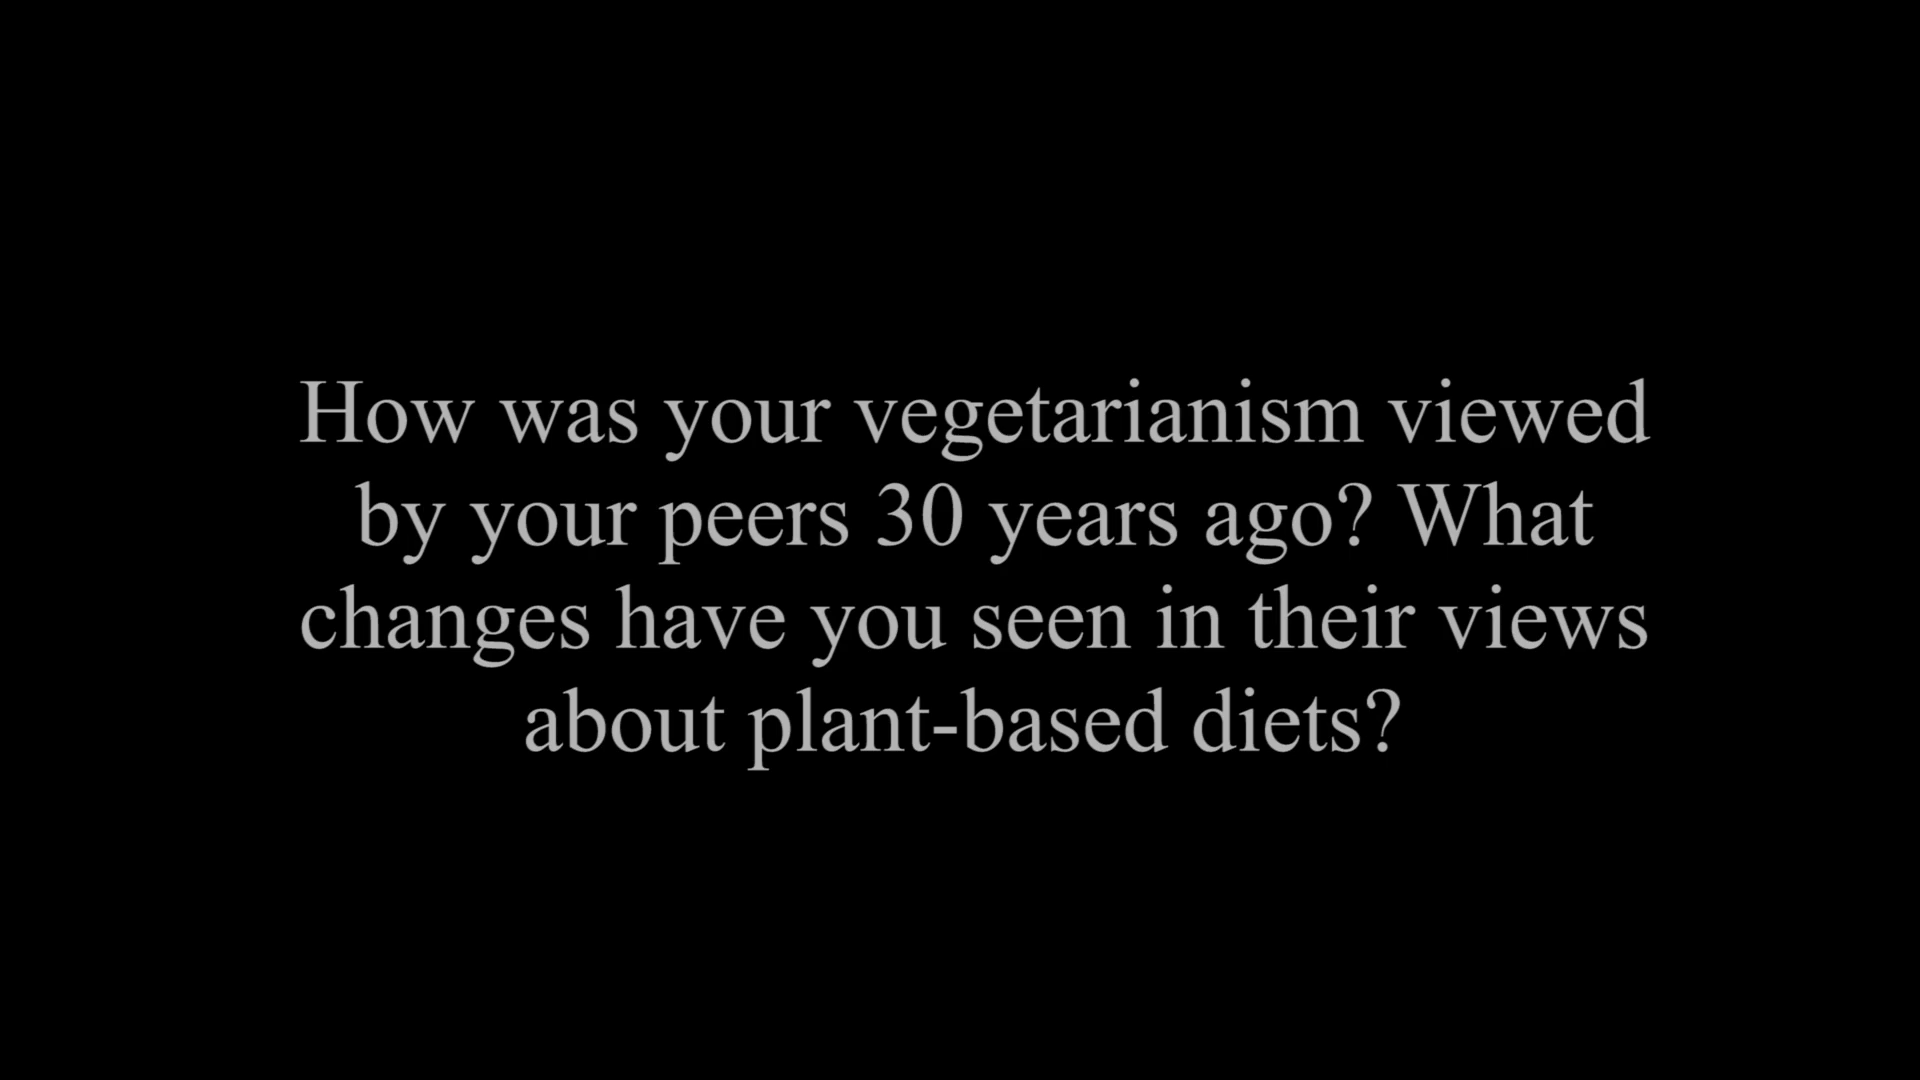 How was your vegetarianism viewed
by your peers 30 years ago? What
changes have you seen in their views
about plant-based diets?